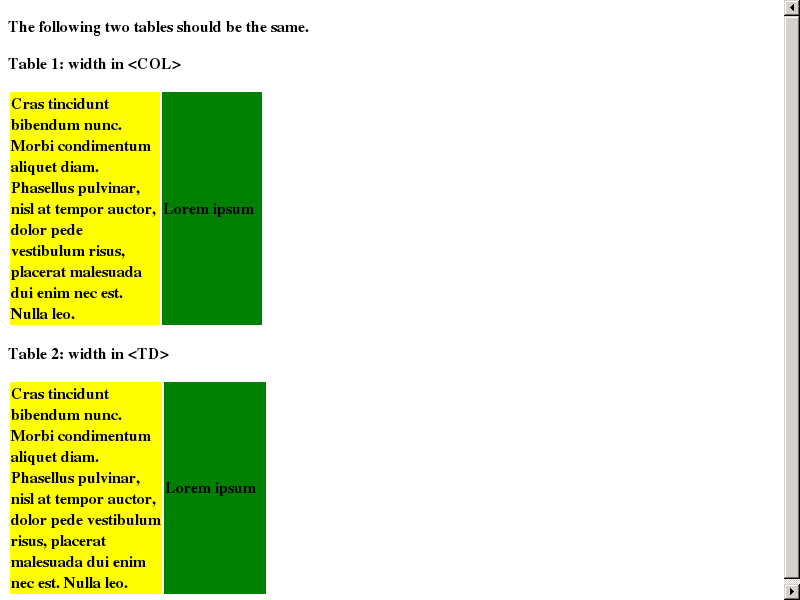 The following two tables should be the same.
Table 1: width in <COL>
Cras tincidunt
bibendum nunc.
Morbi condimentum
aliquet diam.
Phasellus pulvinar,
nisl at tempor auctor,
dolor pede
vestibulum risus,
placerat malesuada
dui enim nec est.
Nulla leo.
Lorem ipsum
Table 2: width in <TD>
Cras tincidunt
bibendum nunc.
Morbi condimentum
aliquet diam.
Phasellus pulvinar,
nisl at tempor auctor,
dolor pede vestibulum
risus, placerat
malesuada dui enim
nec est. Nulla leo.
Lorem ipsum